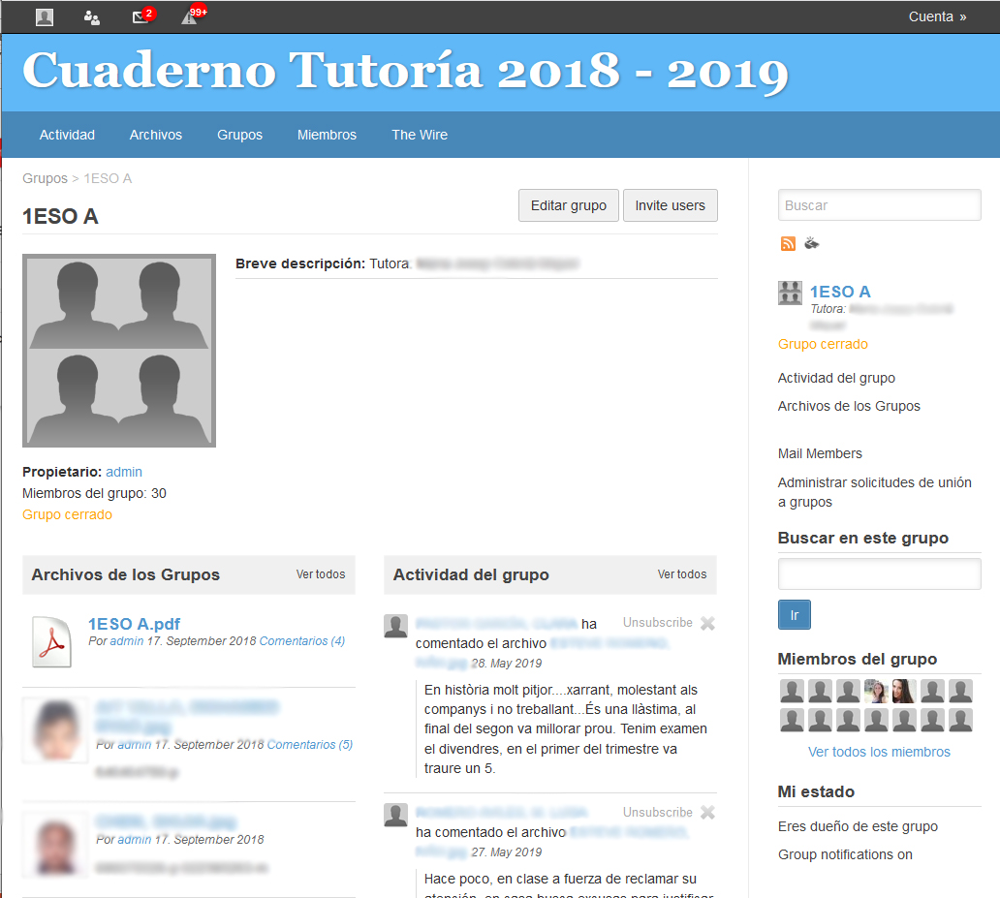 2
99+
Cuenta »
Cuaderno Tutoría 2018 - 2019
Actividad
Archivos
Grupos
Miembros
The Wire
Grupos > 1ESO A
1ESO A
Editar grupo
Invite users
Breve descripción: Tutora
Propietario: admin
Miembros del grupo: 30
Grupo cerrado
Archivos de los Grupos
Ver todos
1ESO A.pdf
Por admin 17. September 2018 Comentarios (4)
Por admin 17. September 2018 Comentarios (5)
Por admin 17. September 2018
Actividad del grupo
Ver todos
ha
Unsubscribe
comentado el archivo
28. May 2019
En història molt pitjor....xarrant, molestant als
companys i no treballant...És una llàstima, al
final del segon va millorar prou. Tenim examen
el divendres, en el primer del trimestre va
traure un 5.
Unsubscribe
ha comentado el archivo
27. May 2019
Hace poco, en clase a fuerza de reclamar su
Buscar
1ESO A
Tutora:
Grupo cerrado
Actividad del grupo
Archivos de los Grupos
Mail Members
Administrar solicitudes de unión
a grupos
Buscar en este grupo
Ir
Miembros del grupo
Ver todos los miembros
Mi estado
Eres dueño de este grupo
Group notifications on